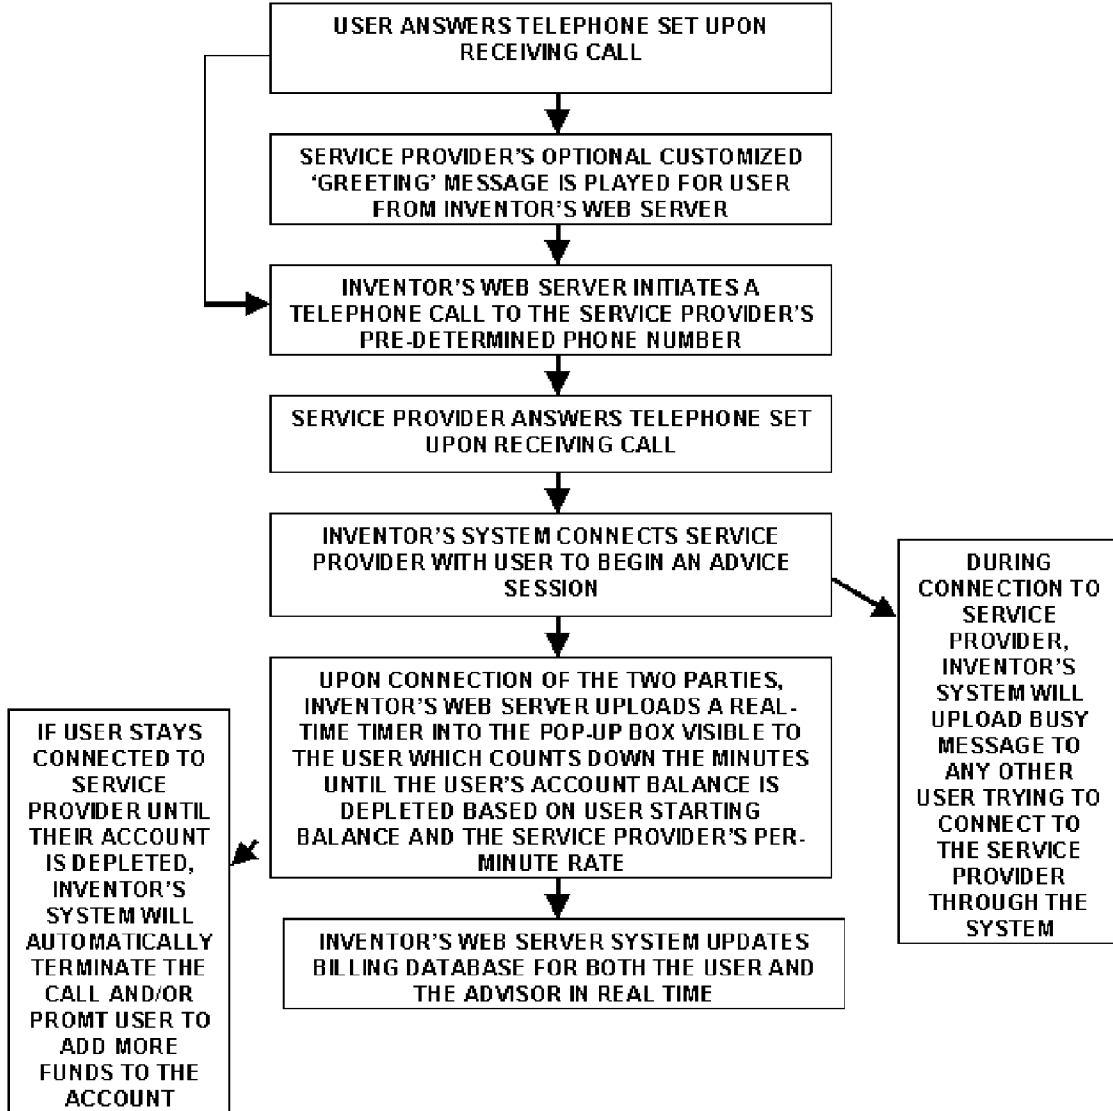 USER ANSWERS TELEPHONE SET UPON
RECEIVING CALL
SERVICE PROVIDER'S OPTIONAL CUSTOMIZED
‘GREETING’ MESSAGE IS PLAYED FOR USER
FROM INVENTOR'S WEB SERVER
INVENTOR'S WEB SERVER INITIATES A
TELEPHONE CALL TO THE SERVICE PROVIDER'S
PRE-DETERMINED PHONE NUMBER
SERVICE PROVIDER ANSWERS TELEPHONE SET
UPON RECEIVING CALL
INVENTOR'S SYSTEM CONNECTS SERVICE
PROVIDER WITH USER TO BEGIN AN ADVICE
SESSION
DURING
CONNECTION TO
SERVICE
PROVIDER,
INVENTOR'S
SYSTEM WILL
UPLOAD BUSY
MESSAGE TO
ANY OTHER
USER TRYING TO
CONNECT TO
THE SERVICE
PROVIDER
THROUGH THE
SYSTEM
UPON CONNECTION OF THE TWO PARTIES,
INVENTOR'S WEB SERVER UPLOADS A REAL-
TIME TIMER INTO THE POP-UP BOX VISIBLE TO
THE USER WHICH COUNTS DOWN THE MINUTES
UNTIL THE USER'S ACCOUNT BALANCE IS
DEPLETED BASED ON USER STARTING
BALANCE AND THE SERVICE PROVIDER'S PER-
MINUTE RATE
IF USER STAYS
CONNECTED TO
SERVICE
PROVIDER UNTIL
THEIR ACCOUNT
IS DEPLETED,
INVENTOR'S
SYSTEM WILL
AUTOMATICALLY
TERMINATE THE
CALL AND/OR
PROMT USER TO
ADD MORE
FUNDS TO THE
ACCOUNT
INVENTOR'S WEB SERVER SYSTEM UPDATES
BILLING DATABASE FOR BOTH THE USER AND
THE ADVISOR IN REAL TIME